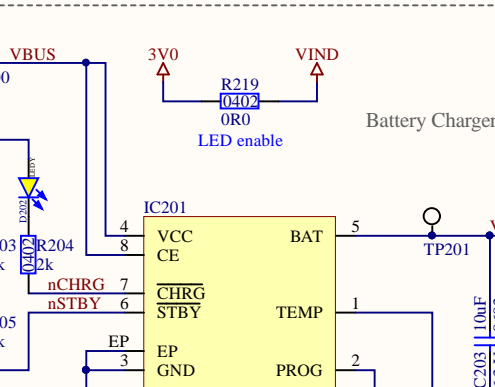 VBUS
3V0
VIND
R219
0402
0R0
LED enable
Battery Charger
LEDY
D202
R204
0402
2k
IC201
4
VCC
8
CE
nCHRG
7
CHRG
nSTBY
6
STBY
EP
EP
3
GND
BAT
5
TP201
TEMP
1
PROG
2
10uF
C203